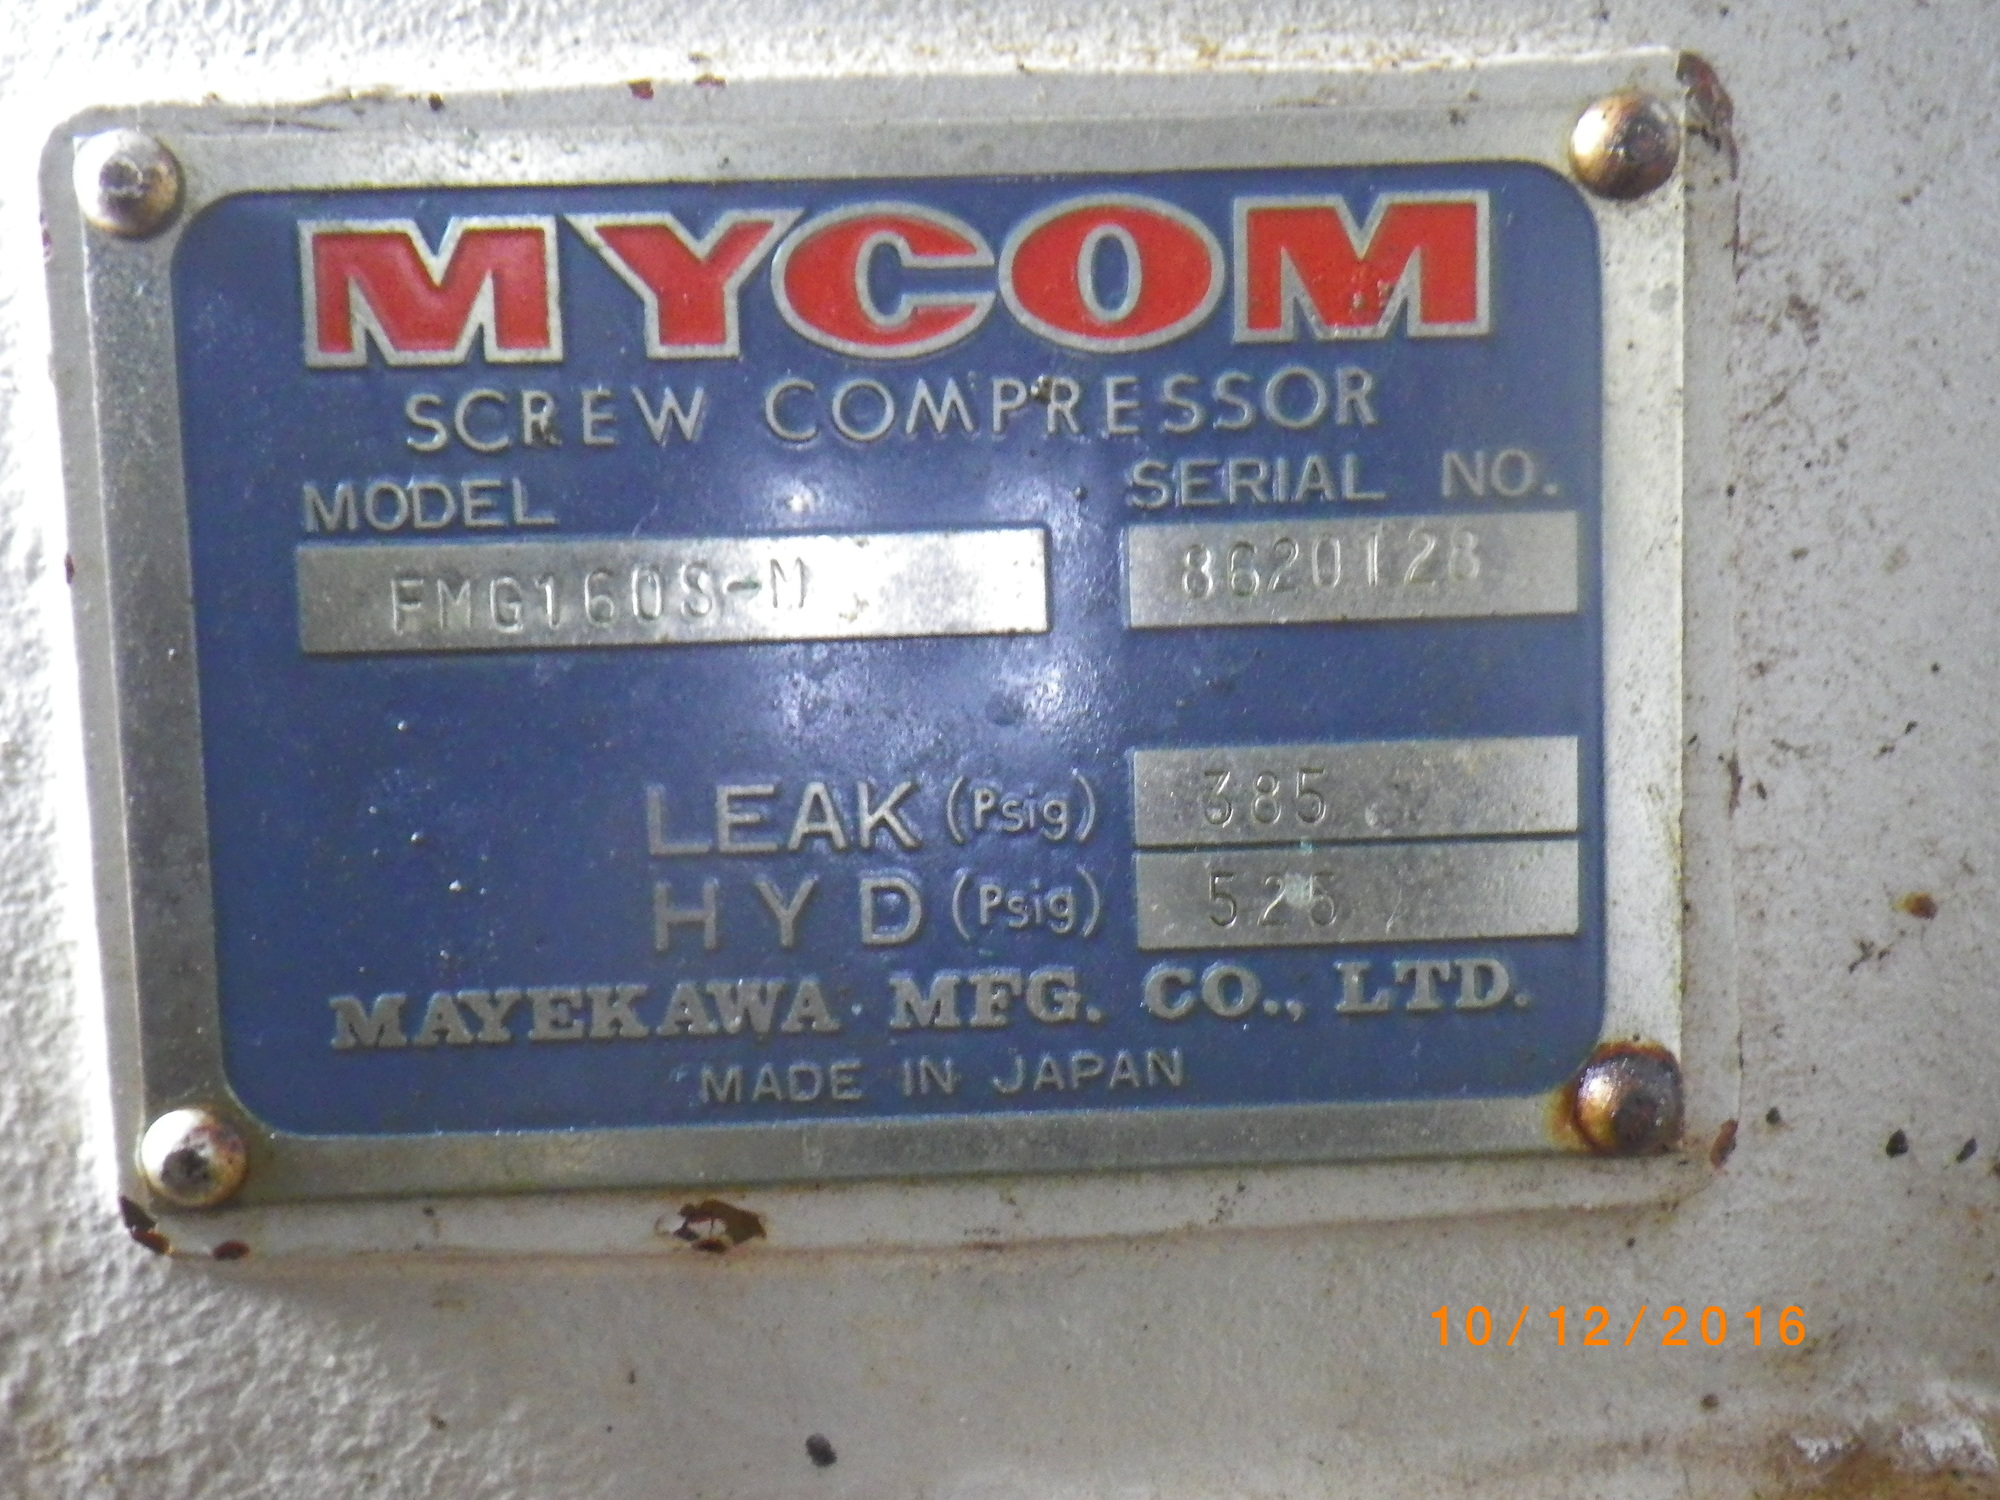 MYCOM
SCREW COMPRESSOR
MODEL SERIAL NO.
FMG160S-M 8620128
LEAK (Psig) 385
HYD (Psig) 525
MAYEKAWA MFG. CO., LTD.
MADE IN JAPAN
10/12/2016